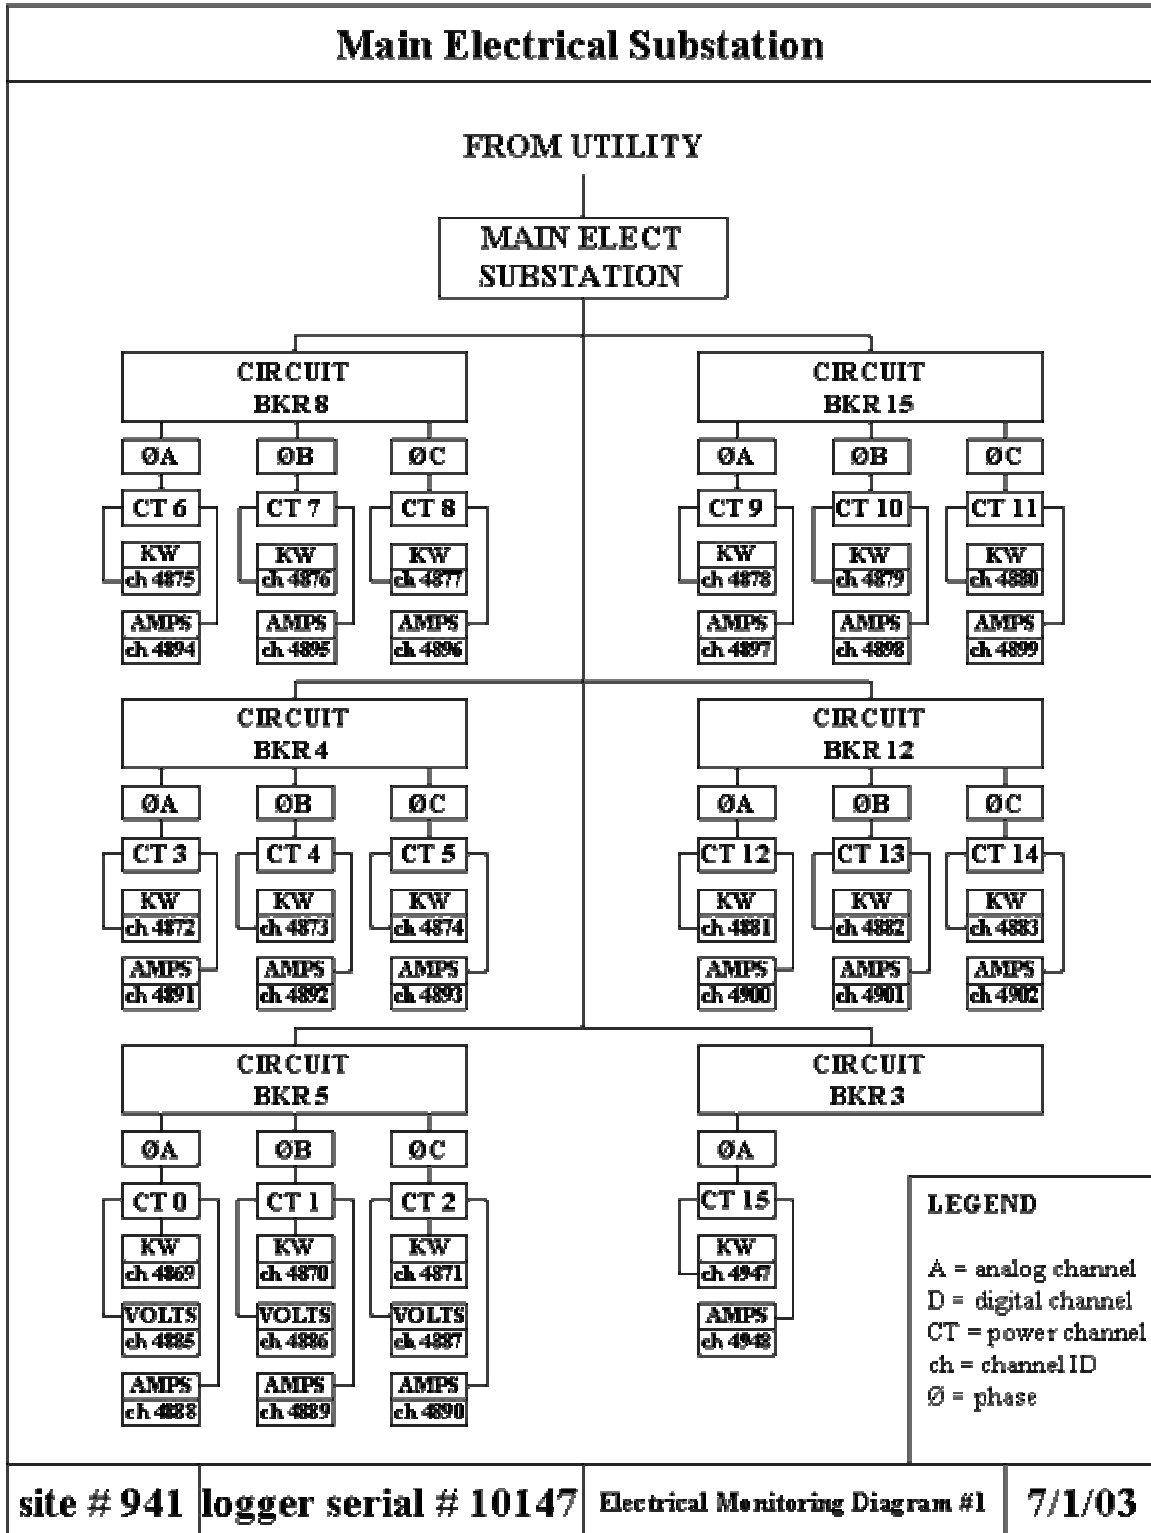 Main Electrical Substation
FROM UTILITY
MAIN ELECT
SUBSTATION
CIRCUIT
BKR 8
ØA ØB ØC
CT 6 CT 7 CT 8
KW KW KW
ch 4875 ch 4876 ch 4877
AMPS AMPS AMPS
ch 4894 ch 4895 ch 4896
CIRCUIT
BKR 15
ØA ØB ØC
CT 9 CT 10 CT 11
KW KW KW
ch 4878 ch 4879 ch 4880
AMPS AMPS AMPS
ch 4897 ch 4898 ch 4899
CIRCUIT
BKR 4
ØA ØB ØC
CT 3 CT 4 CT 5
KW KW KW
ch 4872 ch 4873 ch 4874
AMPS AMPS AMPS
ch 4891 ch 4892 ch 4893
CIRCUIT
BKR 12
ØA ØB ØC
CT 12 CT 13 CT 14
KW KW KW
ch 4881 ch 4882 ch 4883
AMPS AMPS AMPS
ch 4900 ch 4901 ch 4902
CIRCUIT
BKR 5
ØA ØB ØC
CT 0 CT 1 CT 2
KW KW KW
ch 4869 ch 4870 ch 4871
VOLTS VOLTS VOLTS
ch 4885 ch 4886 ch 4887
AMPS AMPS AMPS
ch 4888 ch 4889 ch 4890
CIRCUIT
BKR 3
ØA
CT 15
KW
ch 4947
AMPS
ch 4948
LEGEND
A = analog channel
D = digital channel
CT = power channel
ch = channel ID
Ø = phase
site # 941 logger serial # 10147 Electrical Monitoring Diagram #1 7/1/03